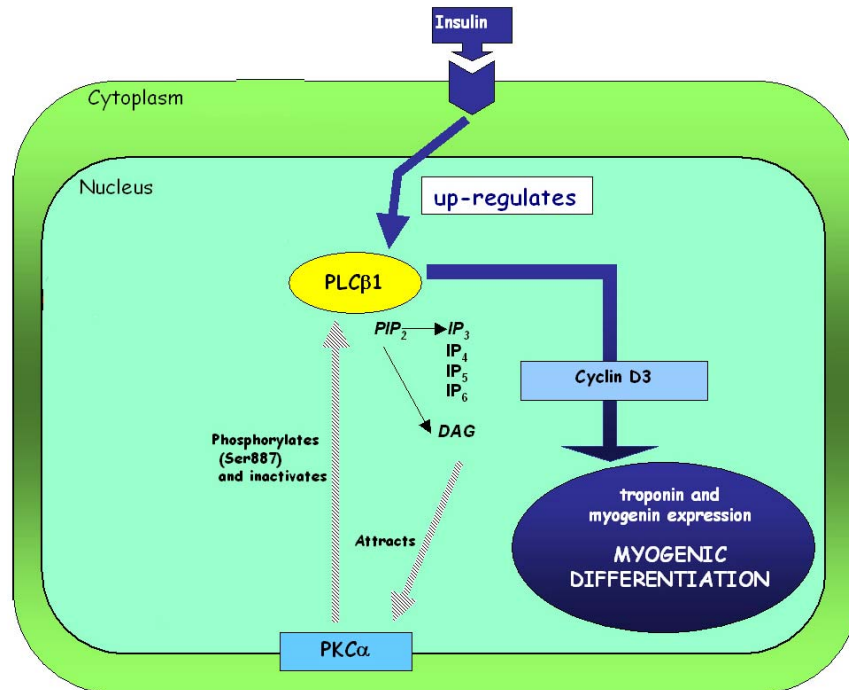 Insulin
Cytoplasm
Nucleus
up-regulates
PLCβ1
PIP₂ IP₃
IP₄
IP₅
IP₆
Cyclin D3
DAG
Phosphorylates
(Ser887)
and inactivates
Attracts
troponin and
myogenin expression
MYOGENIC
DIFFERENTIATION
PKCα